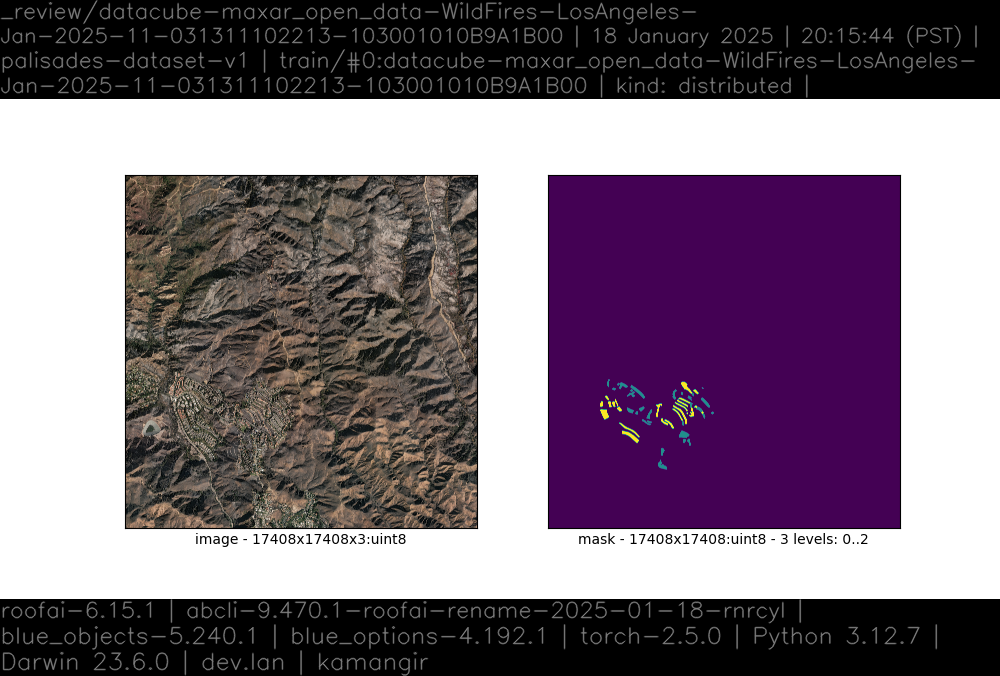 _review/datacube-maxar_open_data-WildFires-LosAngeles-
Jan-2025-11-031311102213-103001010B9A1B00 | 18 January 2025 | 20:15:44 (PST) |
palisades-dataset-v1 | train/#0:datacube-maxar_open_data-WildFires-LosAngeles-
Jan-2025-11-031311102213-103001010B9A1B00 | kind: distributed |
image - 17408x17408x3:uint8
mask - 17408x17408:uint8 - 3 levels: 0..2
roofai-6.15.1 | abcli-9.470.1-roofai-rename-2025-01-18-rnrcyl |
blue_objects-5.240.1 | blue_options-4.192.1 | torch-2.5.0 | Python 3.12.7 |
Darwin 23.6.0 | dev.lan | kamangir